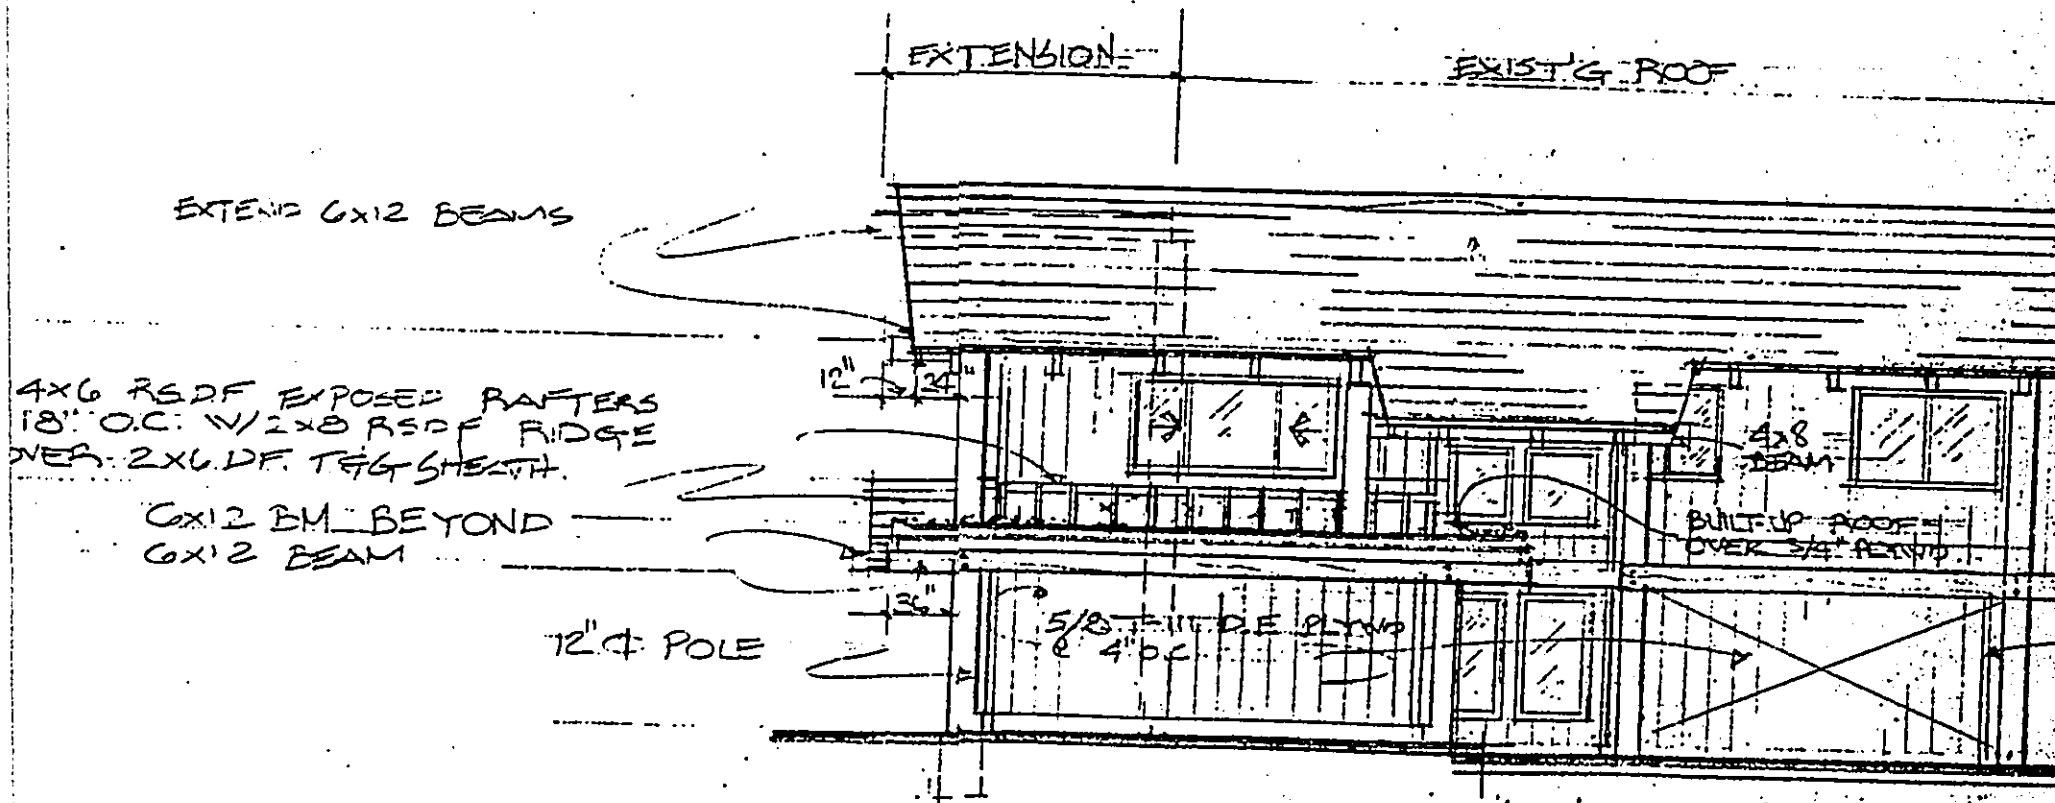 EXTENSION
EXIST'G ROOF
EXTEND 6x12 BEAMS
12"
24"
4x6 RSDF EXPOSED RAFTERS
18" O.C. W/2x8 RSDF RIDGE
OVER 2x6 DF. T&G SHEATH.
6x12 BM BEYOND
6x12 BEAM
4x8
BEAM
BUILT-UP ROOF
OVER 3/4" PLYWD
36"
12" ¢ POLE
5/8 T-111 D.F. PLYWD
@ 4" O.C.